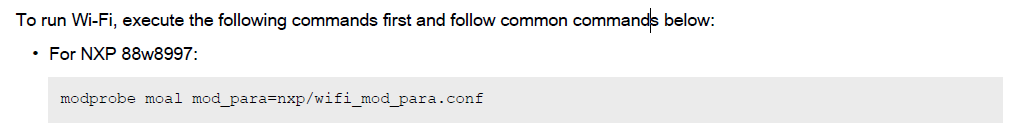 To run Wi-Fi, execute the following commands first and follow common commands below:
• For NXP 88w8997:
modprobe moal mod_para=nxp/wifi_mod_para.conf